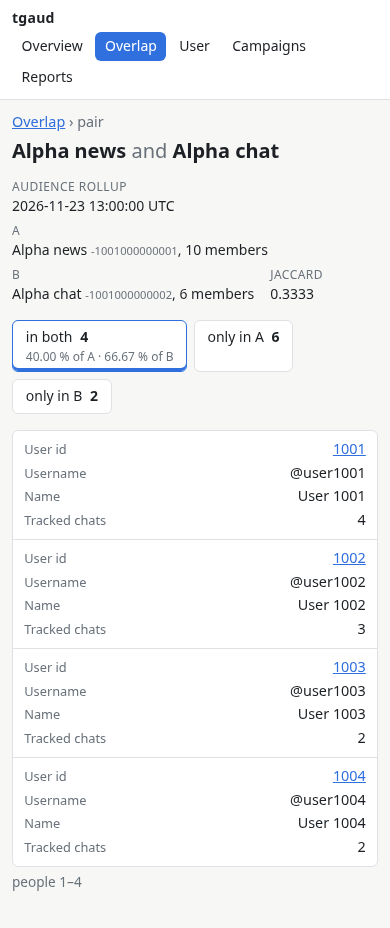 tgaud
Overview Overlap User Campaigns
Reports
Overlap › pair
Alpha news and Alpha chat
AUDIENCE ROLLUP
2026-11-23 13:00:00 UTC
A
Alpha news -1001000000001, 10 members
B JACCARD
Alpha chat -1001000000002, 6 members 0.3333
in both 4 only in A 6
40.00 % of A · 66.67 % of B
only in B 2
User id 1001
Username @user1001
Name User 1001
Tracked chats 4
User id 1002
Username @user1002
Name User 1002
Tracked chats 3
User id 1003
Username @user1003
Name User 1003
Tracked chats 2
User id 1004
Username @user1004
Name User 1004
Tracked chats 2
people 1–4